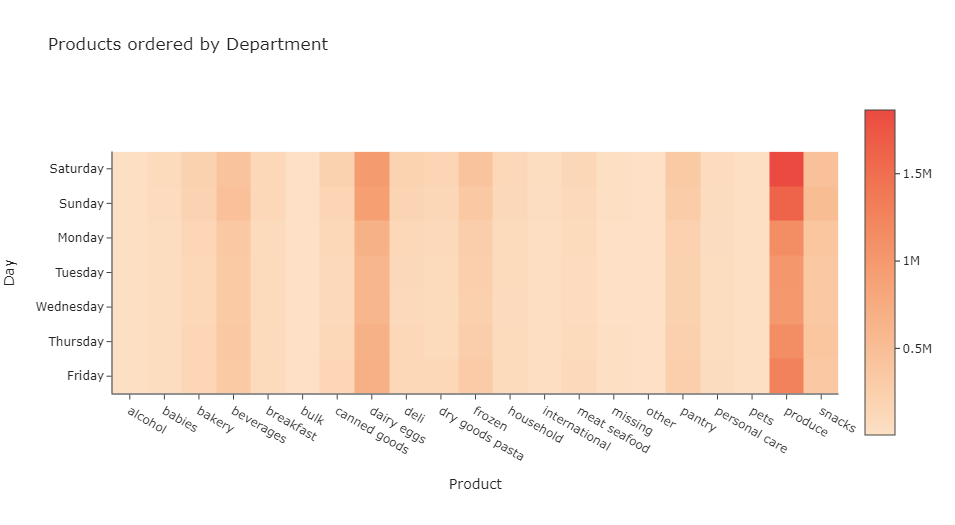 Products ordered by Department
Saturday
Sunday
Monday
Tuesday
Wednesday
Thursday
Friday
Day
alcohol
babies
bakery
beverages
breakfast
bulk
canned goods
dairy eggs
deli
dry goods pasta
frozen
household
international
meat seafood
missing
other
pantry
personal care
pets
produce
snacks
Product
1.5M
1M
0.5M